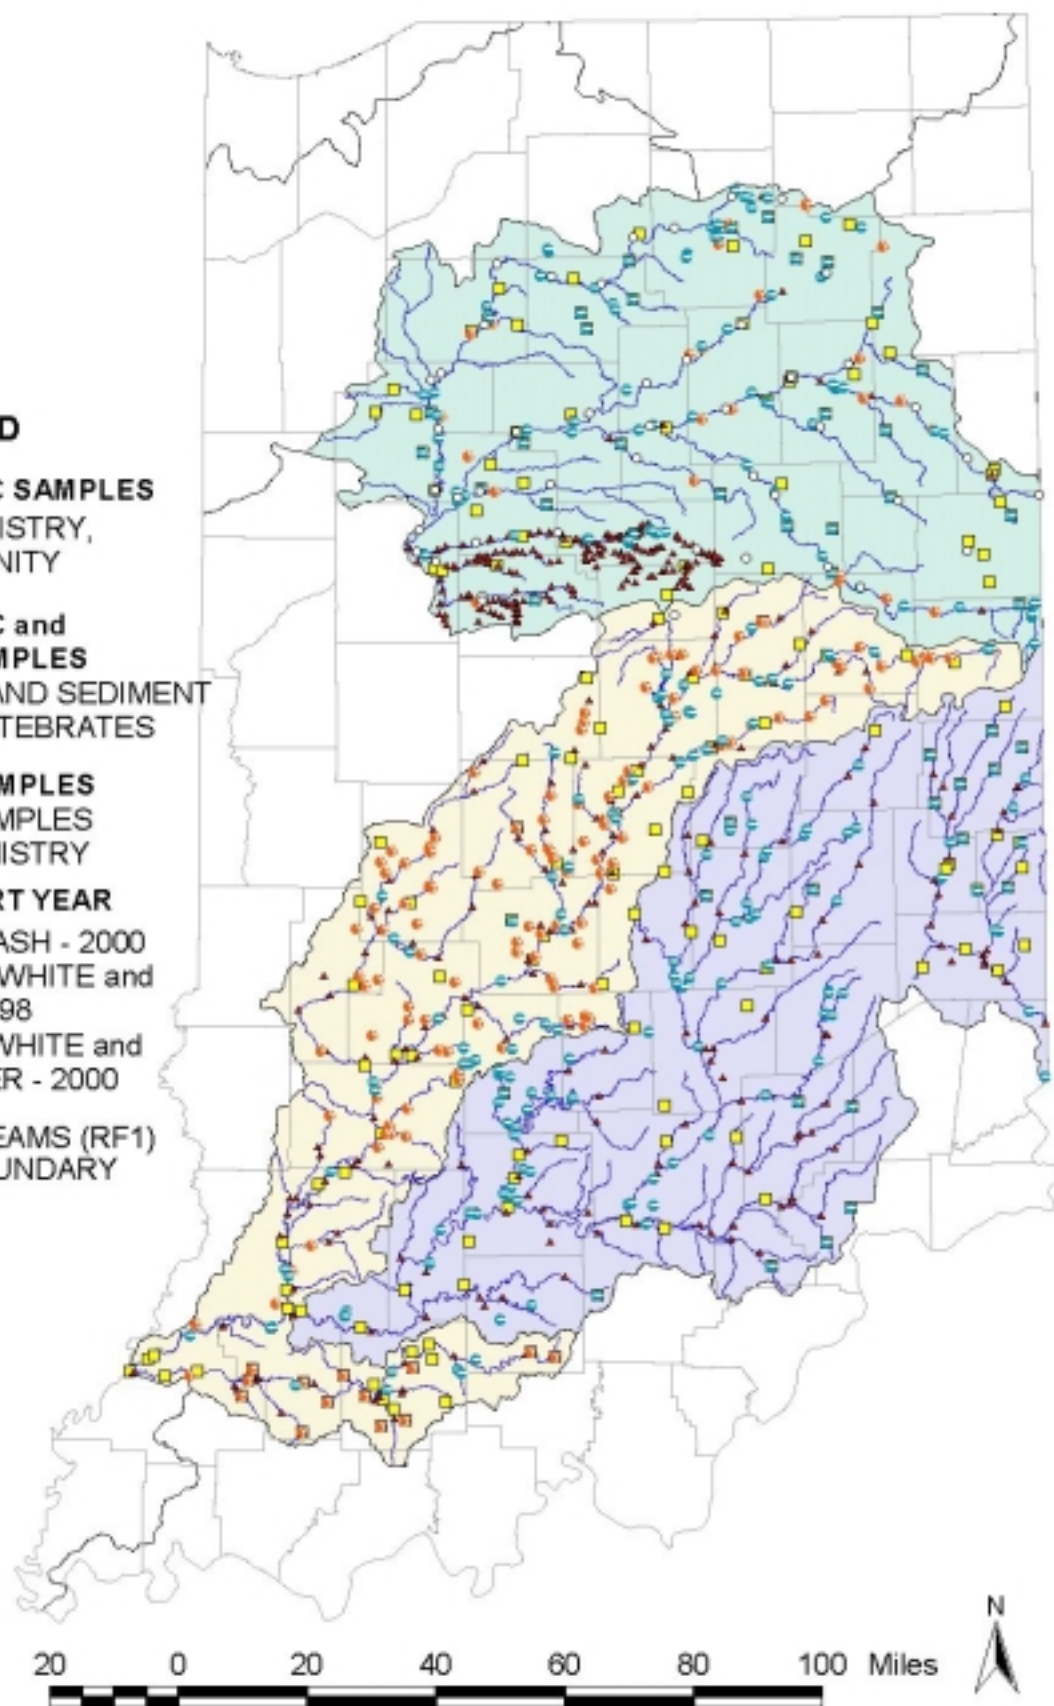 D
C SAMPLES
ISTRY,
NITY
C and
MPLES
AND SEDIMENT
TEBRATES
MPLES
MPLES
ISTRY
RT YEAR
ASH - 2000
WHITE and
98
WHITE and
ER - 2000
EAMS (RF1)
UNDARY
N
20 0 20 40 60 80 100 Miles